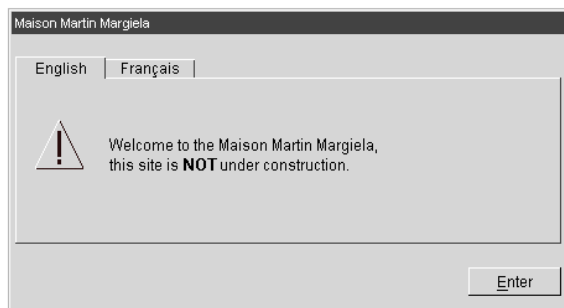 Maison Martin Margiela
English
Français
Welcome to the Maison Martin Margiela,
this site is NOT under construction.
Enter